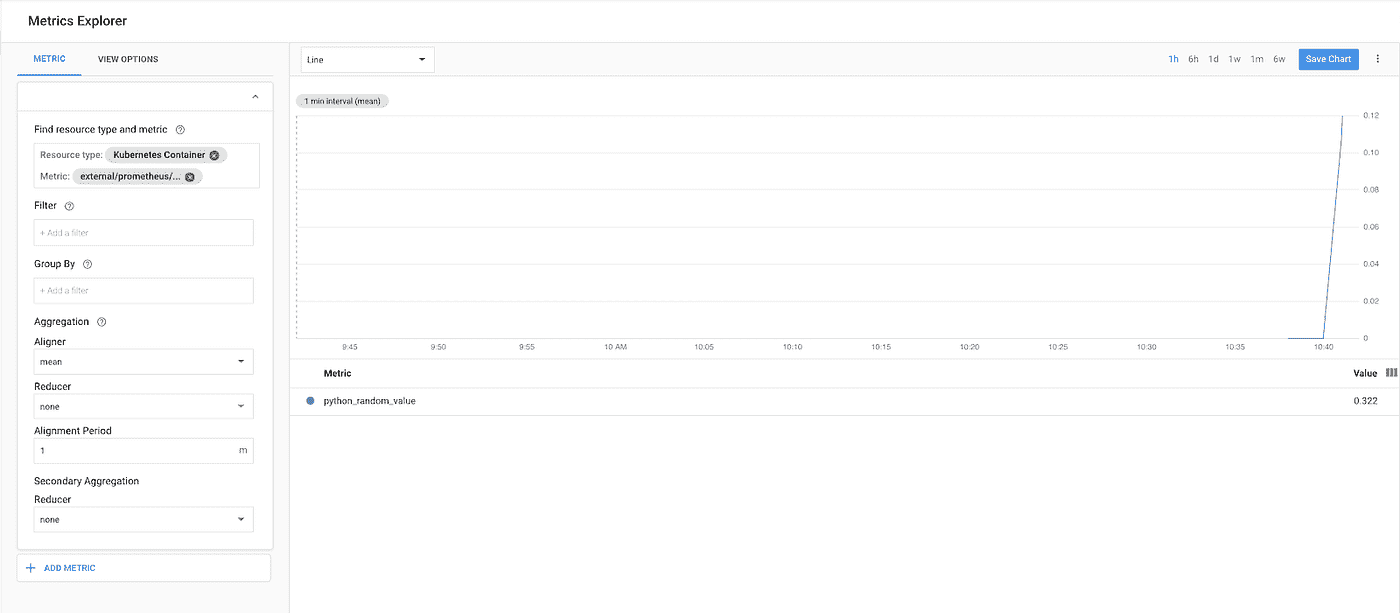 Metrics Explorer
METRIC VIEW OPTIONS
Find resource type and metric
Resource type: Kubernetes Container
Metric: external/prometheus/...
Filter
+ Add a filter
Group By
+ Add a filter
Aggregation
Aligner
mean
Reducer
none
Alignment Period
1 m
Secondary Aggregation
Reducer
none
ADD METRIC
Line
1h 6h 1d 1w 1m 6w Save Chart
1 min interval (mean)
0.12
0.10
0.08
0.06
0.04
0.02
0
9:45 9:50 9:55 10 AM 10:05 10:10 10:15 10:20 10:25 10:30 10:35 10:40
Metric Value
python_random_value 0.322